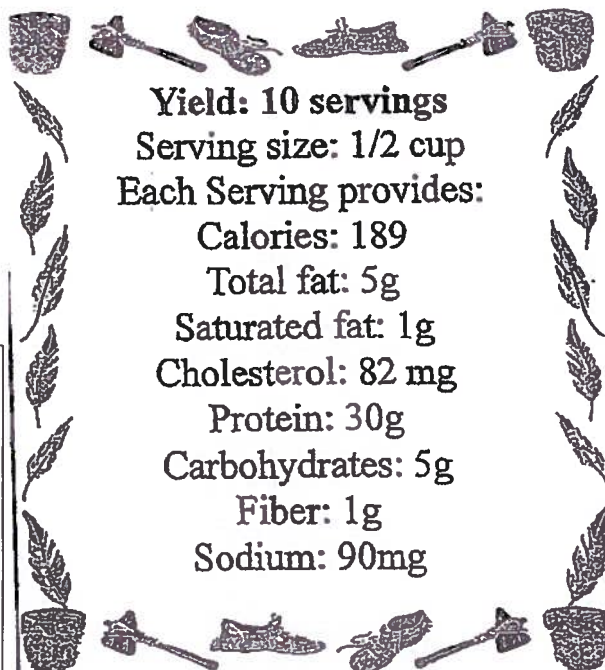 Yield: 10 servings
Serving size: 1/2 cup
Each Serving provides:
Calories: 189
Total fat: 5g
Saturated fat: 1g
Cholesterol: 82 mg
Protein: 30g
Carbohydrates: 5g
Fiber: 1g
Sodium: 90mg